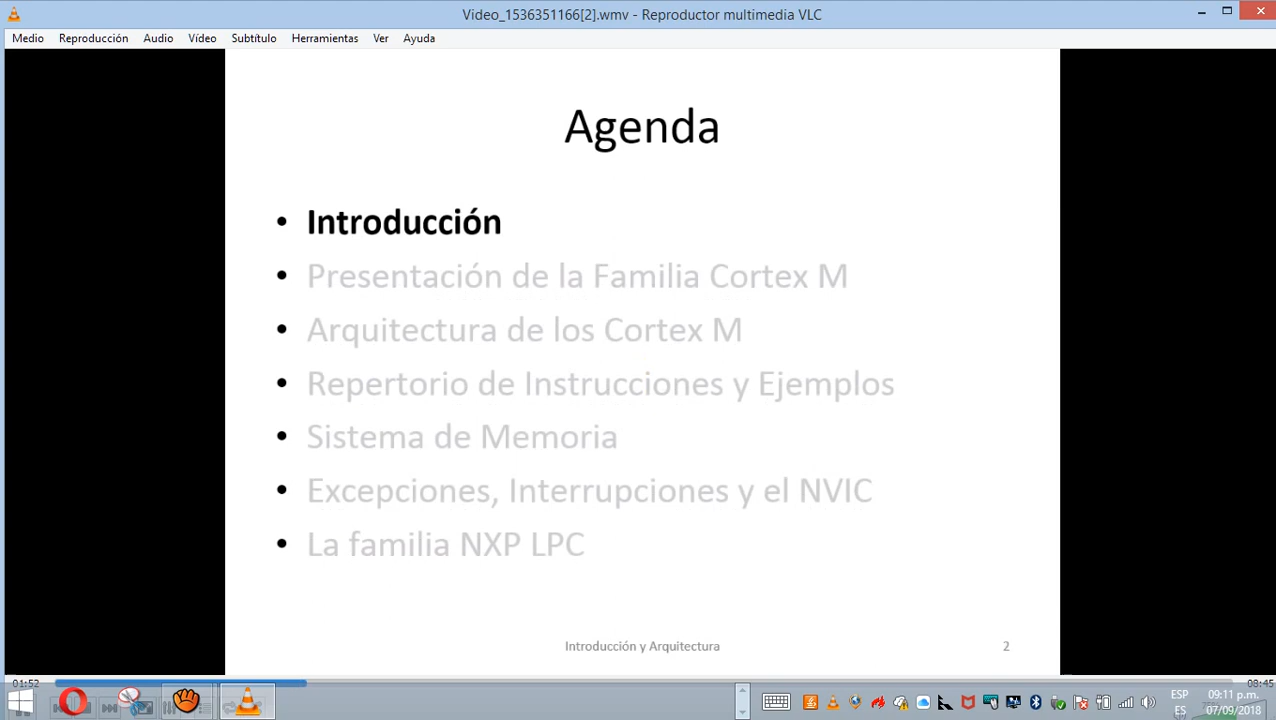 Video_1536351166[2].wmv - Reproductor multimedia VLC
Medio Reproducción Audio Vídeo Subtítulo Herramientas Ver Ayuda
Agenda
• Introducción
• Presentación de la Familia Cortex M
• Arquitectura de los Cortex M
• Repertorio de Instrucciones y Ejemplos
• Sistema de Memoria
• Excepciones, Interrupciones y el NVIC
• La familia NXP LPC
Introducción y Arquitectura 2
01:52 08:45
ESP 09:11 p.m.
ES 07/09/2018